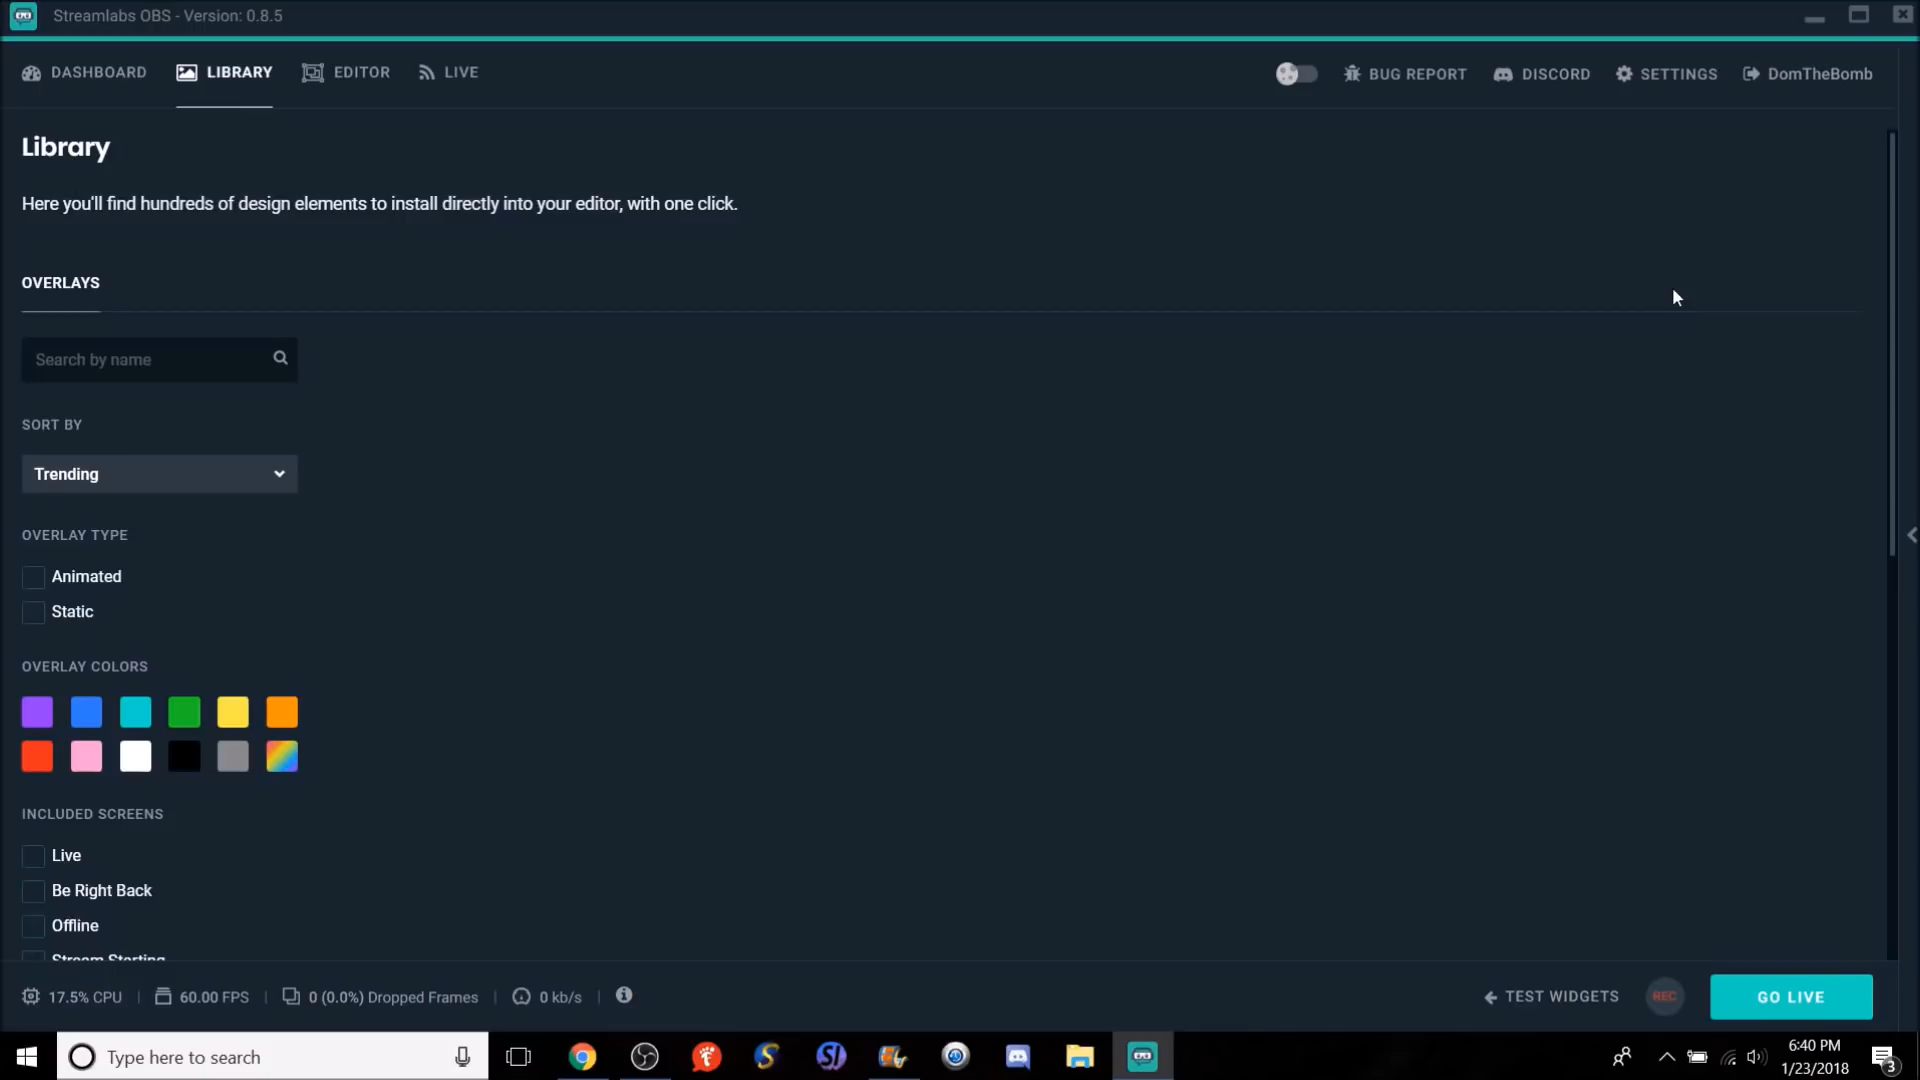 Streamlabs OBS - Version: 0.8.5
DASHBOARD LIBRARY EDITOR LIVE BUG REPORT DISCORD SETTINGS DomTheBomb
Library
Here you'll find hundreds of design elements to install directly into your editor, with one click.
OVERLAYS
Search by name
SORT BY
Trending
OVERLAY TYPE
Animated
Static
OVERLAY COLORS
INCLUDED SCREENS
Live
Be Right Back
Offline
Stream Starting
17.5% CPU 60.00 FPS 0 (0.0%) Dropped Frames 0 kb/s TEST WIDGETS REC GO LIVE
Type here to search
6:40 PM
1/23/2018
3